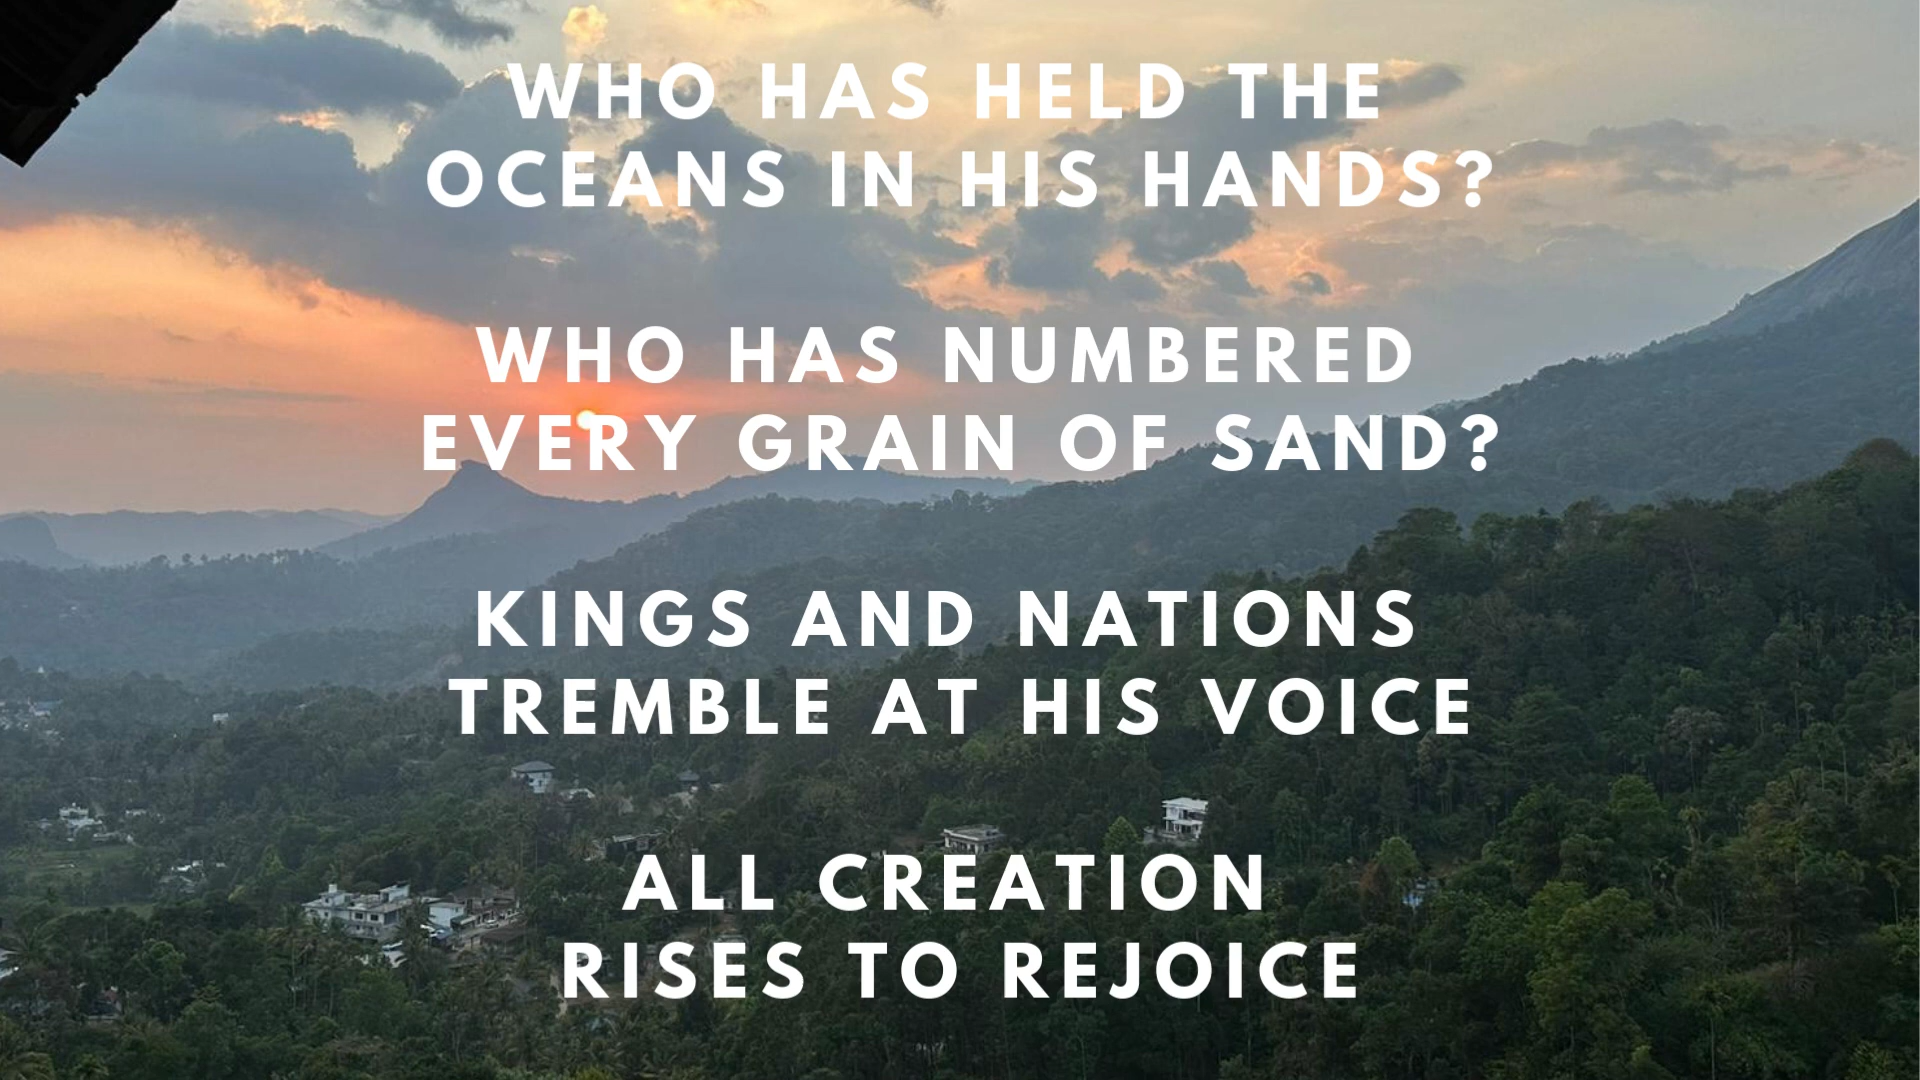 WHO HAS HELD THE
OCEANS IN HIS HANDS?
WHO HAS NUMBERED
EVERY GRAIN OF SAND?
KINGS AND NATIONS
TREMBLE AT HIS VOICE
ALL CREATION
RISES TO REJOICE